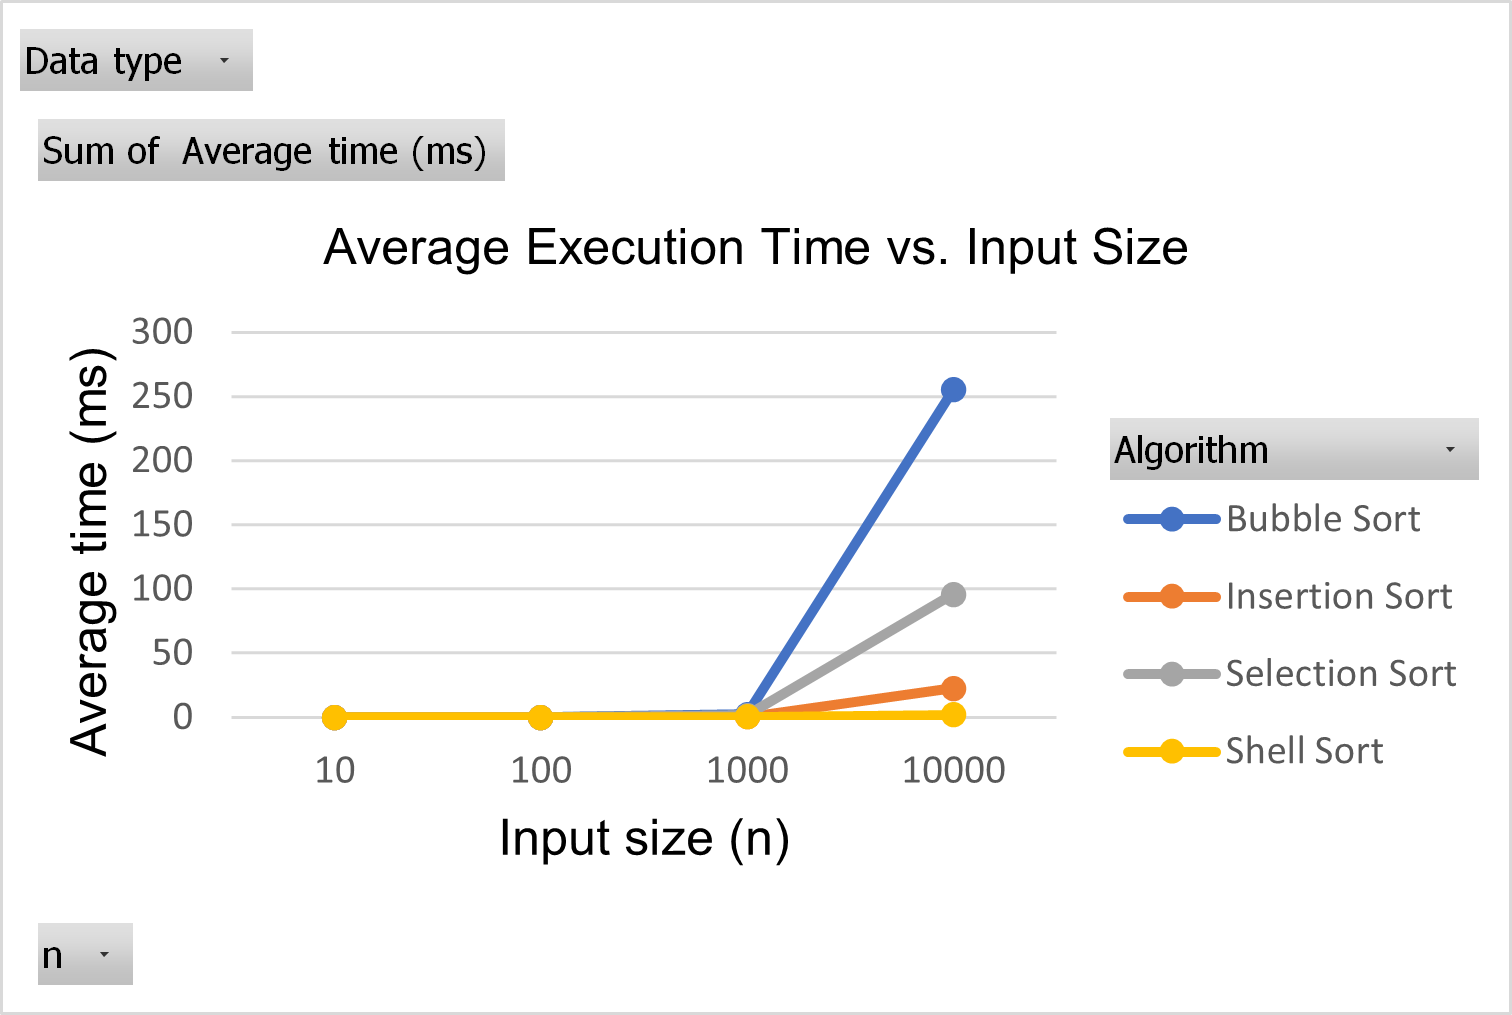 Data type
Sum of  Average time (ms)
Average Execution Time vs. Input Size
Average time (ms)
300
250
200
150
100
50
0
10 100 1000 10000
Input size (n)
Algorithm
Bubble Sort
Insertion Sort
Selection Sort
Shell Sort
n